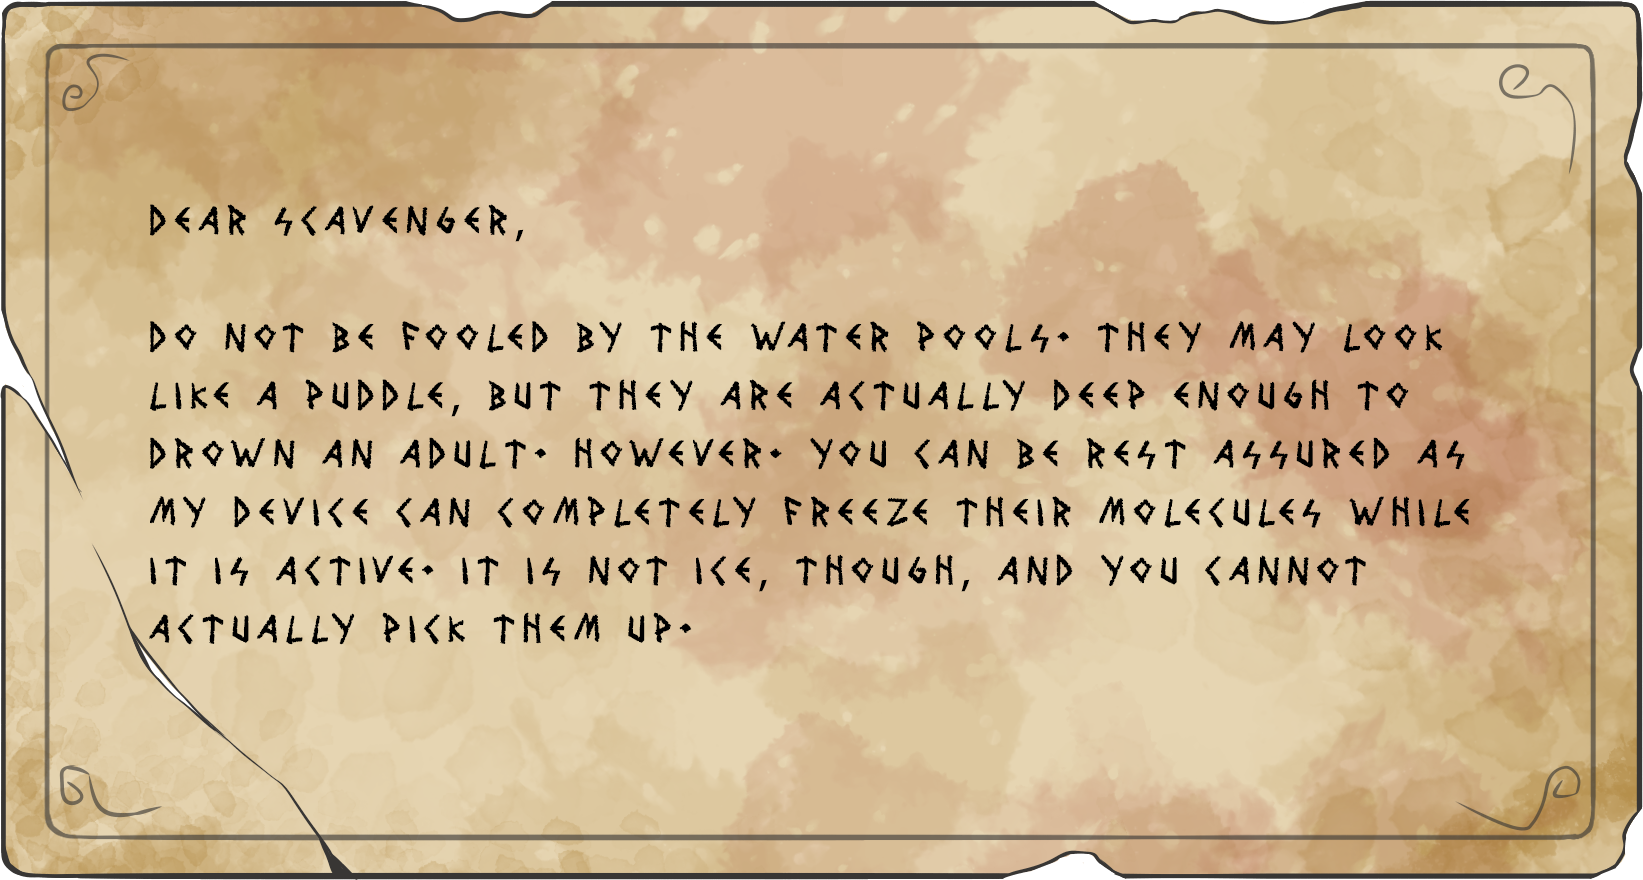 DEAR SCAVENGER,
DO NOT BE FOOLED BY THE WATER POOLS. THEY MAY LOOK
LIKE A PUDDLE, BUT THEY ARE ACTUALLY DEEP ENOUGH TO
DROWN AN ADULT. HOWEVER. YOU CAN BE REST ASSURED AS
MY DEVICE CAN COMPLETELY FREEZE THEIR MOLECULES WHILE
IT IS ACTIVE. IT IS NOT ICE, THOUGH, AND YOU CANNOT
ACTUALLY PICK THEM UP.